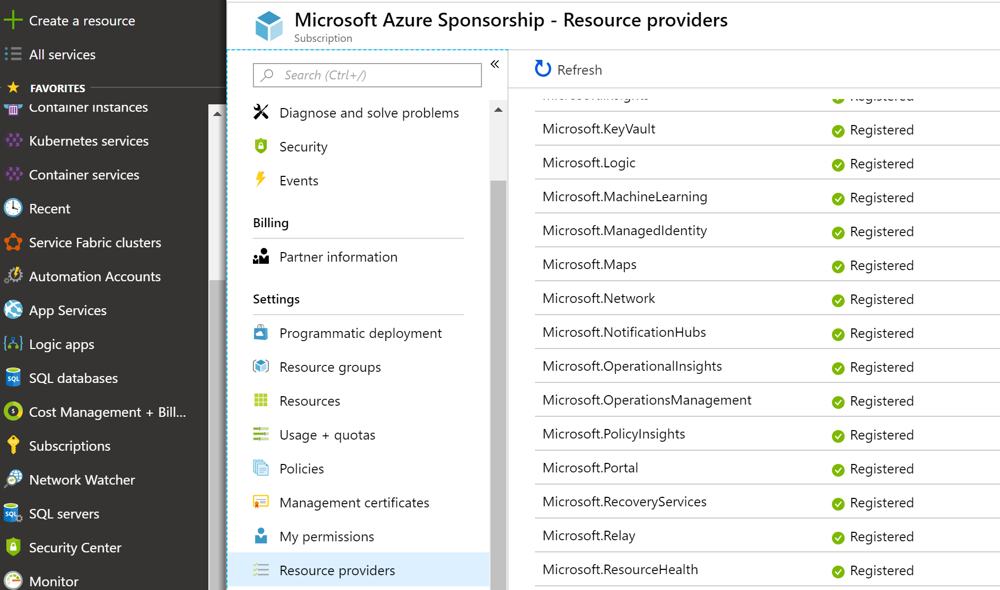 Create a resource
All services
FAVORITES
Container instances
Kubernetes services
Container services
Recent
Service Fabric clusters
Automation Accounts
App Services
Logic apps
SQL databases
Cost Management + Bill...
Subscriptions
Network Watcher
SQL servers
Security Center
Monitor
Microsoft Azure Sponsorship - Resource providers
Subscription
Search (Ctrl+/)
Diagnose and solve problems
Security
Events
Billing
Partner information
Settings
Programmatic deployment
Resource groups
Resources
Usage + quotas
Policies
Management certificates
My permissions
Resource providers
Refresh
Registered
Microsoft.KeyVault Registered
Microsoft.Logic Registered
Microsoft.MachineLearning Registered
Microsoft.ManagedIdentity Registered
Microsoft.Maps Registered
Microsoft.Network Registered
Microsoft.NotificationHubs Registered
Microsoft.OperationalInsights Registered
Microsoft.OperationsManagement Registered
Microsoft.PolicyInsights Registered
Microsoft.Portal Registered
Microsoft.RecoveryServices Registered
Microsoft.Relay Registered
Microsoft.ResourceHealth Registered